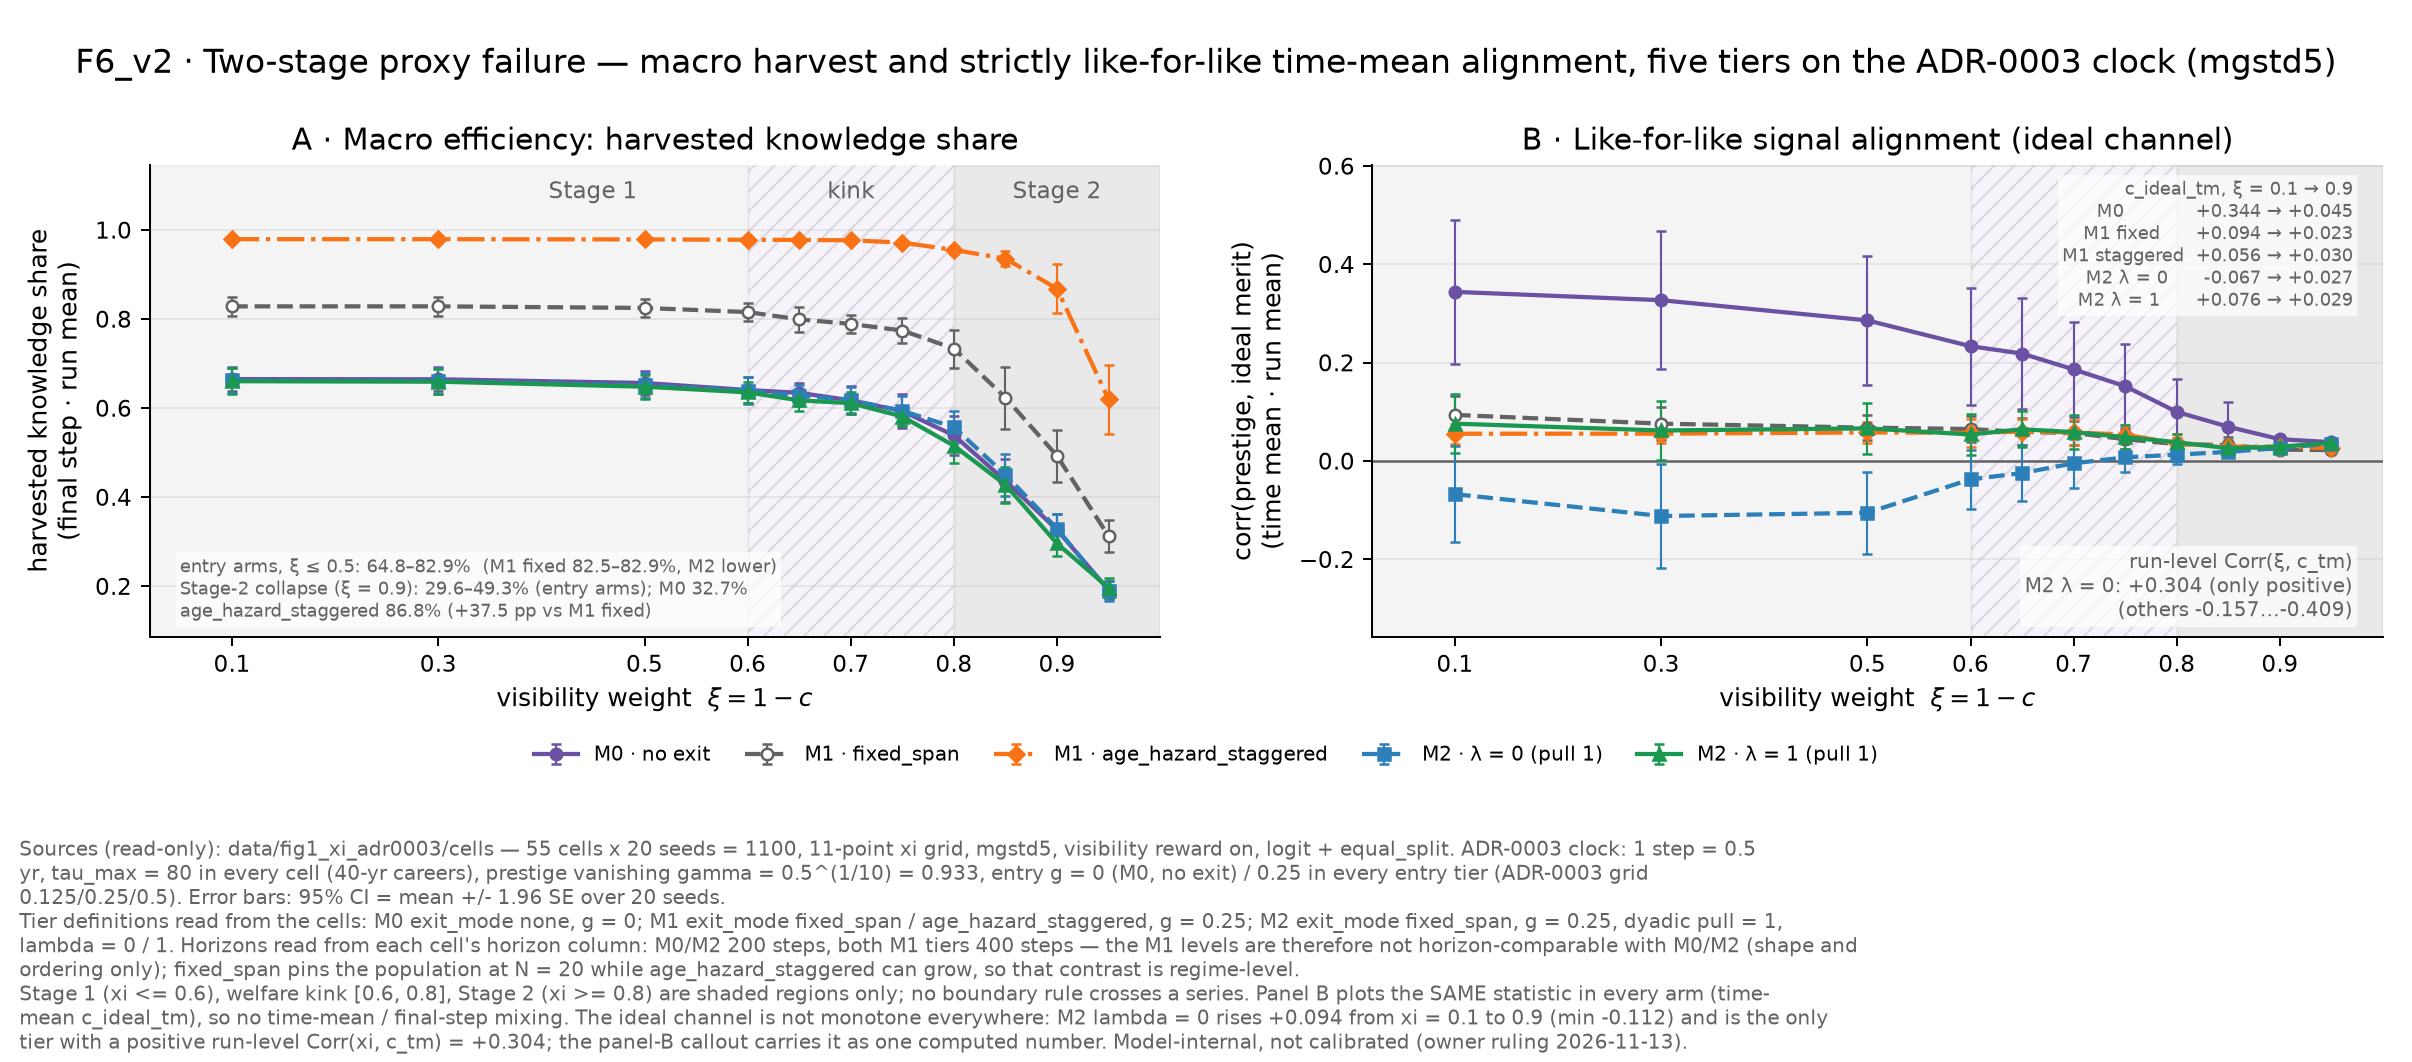 F6_v2 · Two-stage proxy failure — macro harvest and strictly like-for-like time-mean alignment, five tiers on the ADR-0003 clock (mgstd5)
A · Macro efficiency: harvested knowledge share
harvested knowledge share
(final step · run mean)
Stage 1
kink
Stage 2
1.0
0.8
0.6
0.4
0.2
entry arms, ξ ≤ 0.5: 64.8–82.9%  (M1 fixed 82.5–82.9%, M2 lower)
Stage-2 collapse (ξ = 0.9): 29.6–49.3% (entry arms); M0 32.7%
age_hazard_staggered 86.8% (+37.5 pp vs M1 fixed)
0.1 0.3 0.5 0.6 0.7 0.8 0.9
visibility weight ξ = 1 − c
B · Like-for-like signal alignment (ideal channel)
corr(prestige, ideal merit)
(time mean · run mean)
0.6
0.4
0.2
0.0
−0.2
c_ideal_tm, ξ = 0.1 → 0.9
M0 +0.344 → +0.045
M1 fixed +0.094 → +0.023
M1 staggered +0.056 → +0.030
M2 λ = 0 -0.067 → +0.027
M2 λ = 1 +0.076 → +0.029
run-level Corr(ξ, c_tm)
M2 λ = 0: +0.304 (only positive)
(others -0.157…-0.409)
0.1 0.3 0.5 0.6 0.7 0.8 0.9
visibility weight ξ = 1 − c
M0 · no exit
M1 · fixed_span
M1 · age_hazard_staggered
M2 · λ = 0 (pull 1)
M2 · λ = 1 (pull 1)
Sources (read-only): data/fig1_xi_adr0003/cells — 55 cells x 20 seeds = 1100, 11-point xi grid, mgstd5, visibility reward on, logit + equal_split. ADR-0003 clock: 1 step = 0.5
yr, tau_max = 80 in every cell (40-yr careers), prestige vanishing gamma = 0.5^(1/10) = 0.933, entry g = 0 (M0, no exit) / 0.25 in every entry tier (ADR-0003 grid
0.125/0.25/0.5). Error bars: 95% CI = mean +/- 1.96 SE over 20 seeds.
Tier definitions read from the cells: M0 exit_mode none, g = 0; M1 exit_mode fixed_span / age_hazard_staggered, g = 0.25; M2 exit_mode fixed_span, g = 0.25, dyadic pull = 1,
lambda = 0 / 1. Horizons read from each cell's horizon column: M0/M2 200 steps, both M1 tiers 400 steps — the M1 levels are therefore not horizon-comparable with M0/M2 (shape and
ordering only); fixed_span pins the population at N = 20 while age_hazard_staggered can grow, so that contrast is regime-level.
Stage 1 (xi <= 0.6), welfare kink [0.6, 0.8], Stage 2 (xi >= 0.8) are shaded regions only; no boundary rule crosses a series. Panel B plots the SAME statistic in every arm (time-
mean c_ideal_tm), so no time-mean / final-step mixing. The ideal channel is not monotone everywhere: M2 lambda = 0 rises +0.094 from xi = 0.1 to 0.9 (min -0.112) and is the only
tier with a positive run-level Corr(xi, c_tm) = +0.304; the panel-B callout carries it as one computed number. Model-internal, not calibrated (owner ruling 2026-11-13).